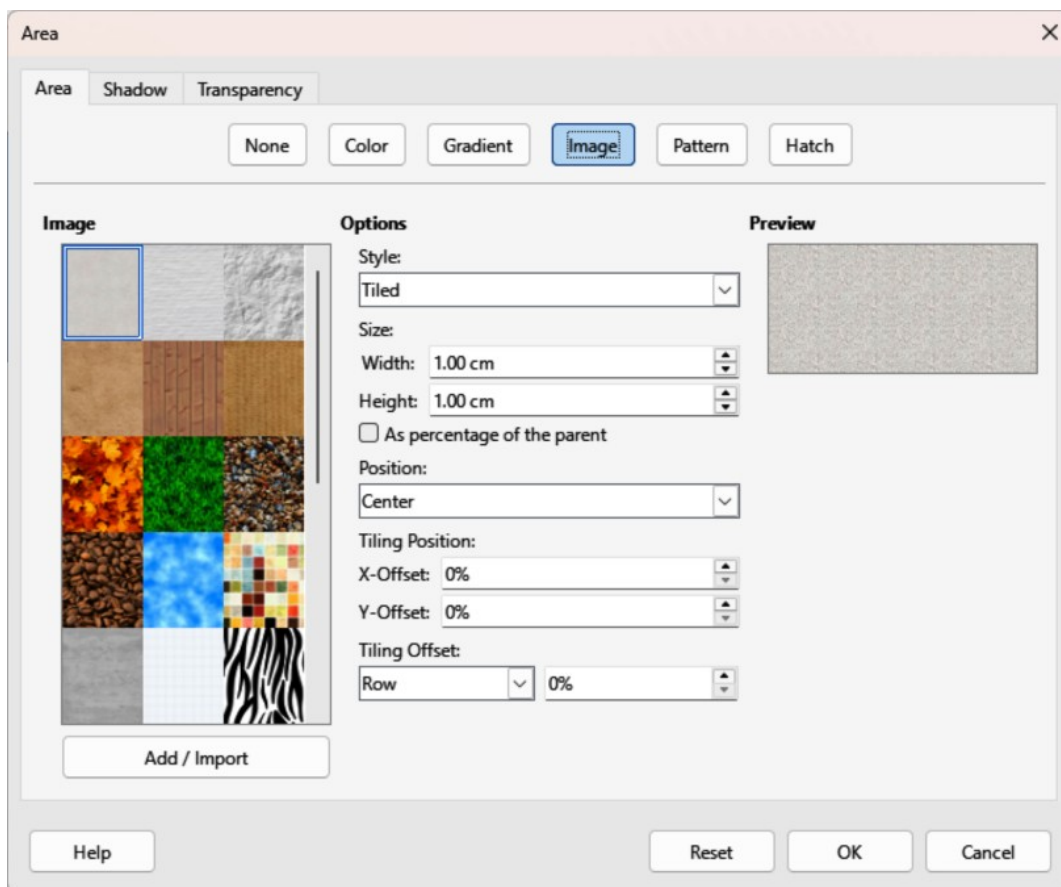 Area
Area Shadow Transparency
None Color Gradient Image Pattern Hatch
Image
Options
Style:
Tiled
Size:
Width: 1.00 cm
Height: 1.00 cm
As percentage of the parent
Position:
Center
Tiling Position:
X-Offset: 0%
Y-Offset: 0%
Tiling Offset:
Row 0%
Preview
Add / Import
Help Reset OK Cancel